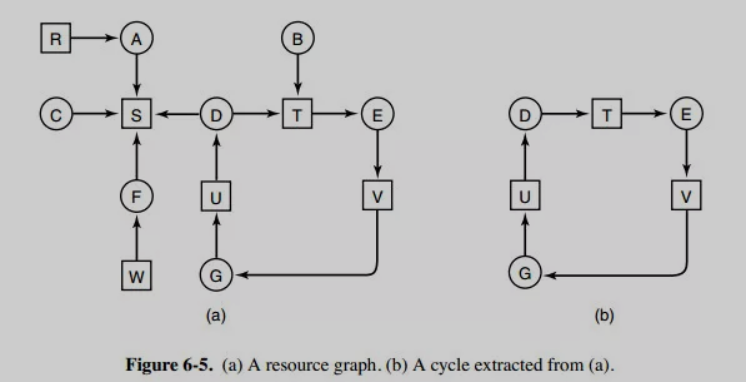 R A B
C S D T E D T E
F U V U V
W G G
(a) (b)
Figure 6-5. (a) A resource graph. (b) A cycle extracted from (a).